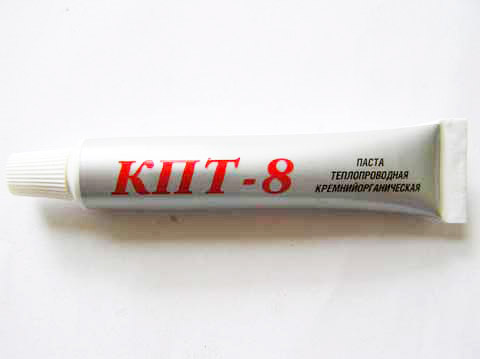 КПТ-8
ПАСТА
ТЕПЛОПРОВОДНАЯ
КРЕМНИЙОРГАНИЧЕСКАЯ